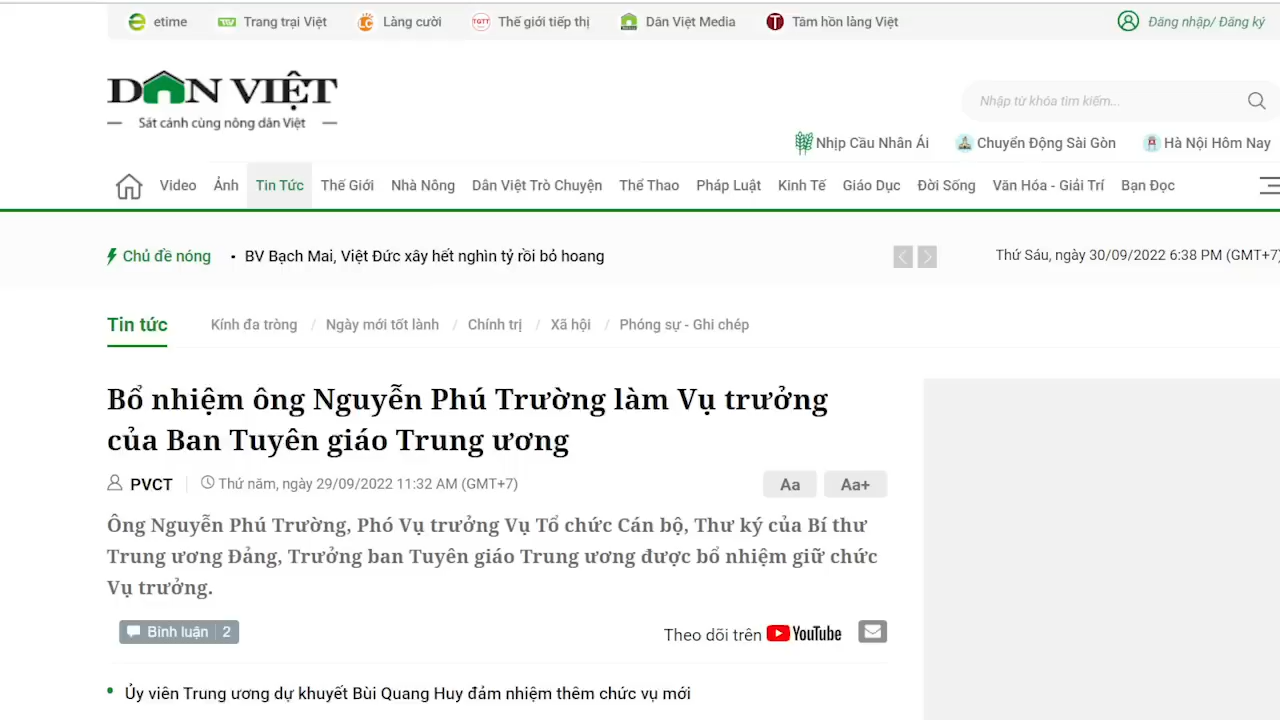 etime Trang trại Việt Làng cười Thế giới tiếp thị Dân Việt Media Tâm hồn làng Việt Đăng nhập/ Đăng ký
DÂN VIỆT
Sát cánh cùng nông dân Việt
Nhập từ khóa tìm kiếm...
Nhịp Cầu Nhân Ái Chuyển Động Sài Gòn Hà Nội Hôm Nay
Video Ảnh Tin Tức Thế Giới Nhà Nông Dân Việt Trò Chuyện Thể Thao Pháp Luật Kinh Tế Giáo Dục Đời Sống Văn Hóa - Giải Trí Bạn Đọc
Chủ đề nóng • BV Bạch Mai, Việt Đức xây hết nghìn tỷ rồi bỏ hoang Thứ Sáu, ngày 30/09/2022 6:38 PM (GMT+7)
Tin tức Kính đa tròng / Ngày mới tốt lành / Chính trị / Xã hội / Phóng sự - Ghi chép
Bổ nhiệm ông Nguyễn Phú Trường làm Vụ trưởng
của Ban Tuyên giáo Trung ương
PVCT Thứ năm, ngày 29/09/2022 11:32 AM (GMT+7) Aa Aa+
Ông Nguyễn Phú Trường, Phó Vụ trưởng Vụ Tổ chức Cán bộ, Thư ký của Bí thư
Trung ương Đảng, Trưởng ban Tuyên giáo Trung ương được bổ nhiệm giữ chức
Vụ trưởng.
Bình luận 2 Theo dõi trên YouTube
• Ủy viên Trung ương dự khuyết Bùi Quang Huy đảm nhiệm thêm chức vụ mới